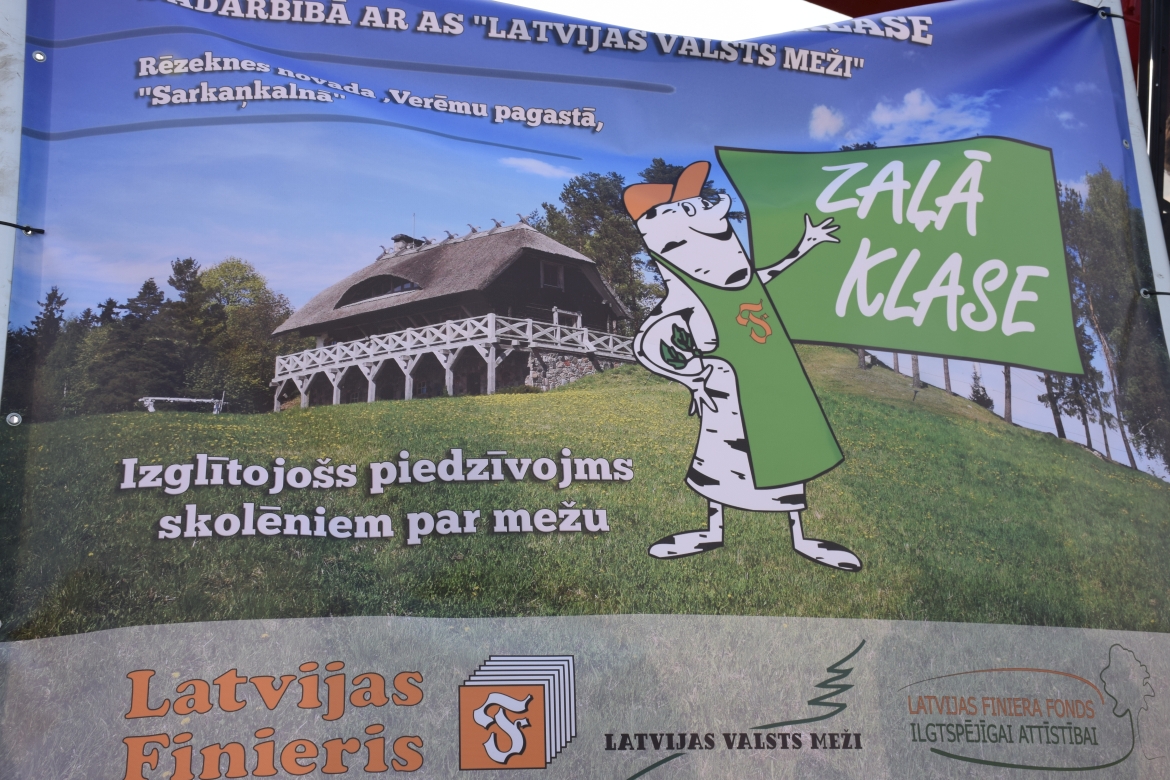 SADARBĪBĀ AR AS "LATVIJAS VALSTS MEŽI"
KLASE
Rēzeknes novada ,Verēmu pagastā,
"Sarkaņkalnā"
ZAĻĀ
KLASE
Izglītojošs piedzīvojms
skolēniem par mežu
Latvijas
Finieris
LATVIJAS VALSTS MEŽI
LATVIJAS FINIERA FONDS
ILGTSPĒJĪGAI ATTĪSTĪBAI